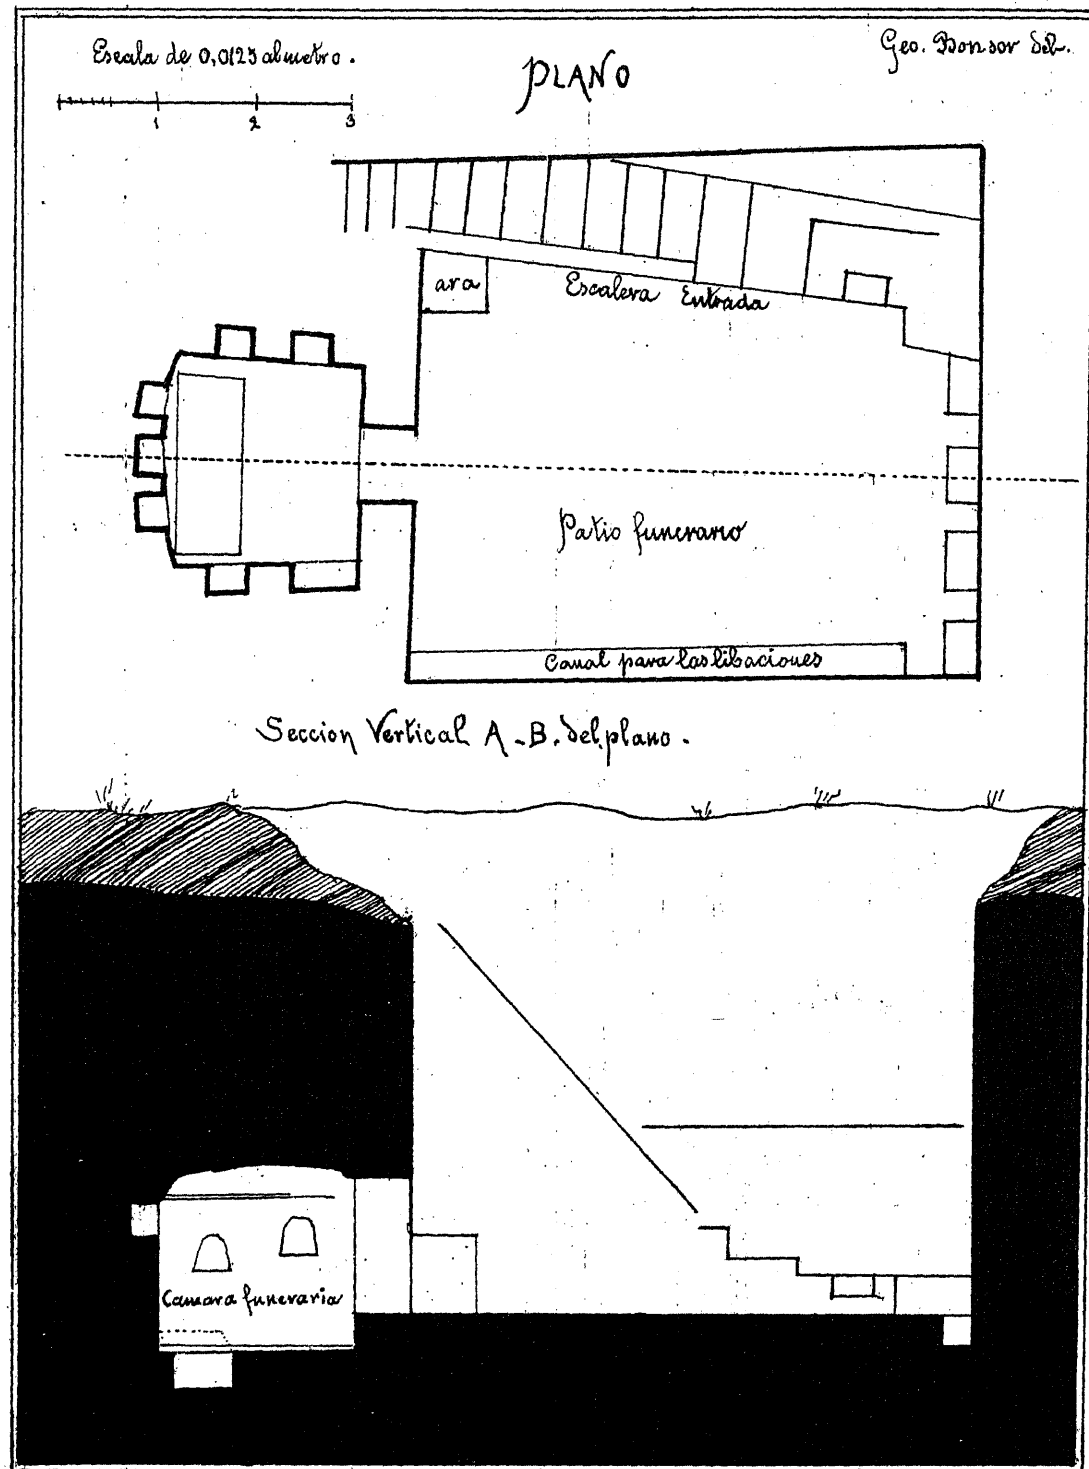 Escala de 0,0125 al metro.
Geo. Bonsor del.
PLANO
1 2 3
ara
Escalera Entrada
Patio funerario
Canal para las libaciones
Seccion Vertical A-B. del plano.
Camara funeraria